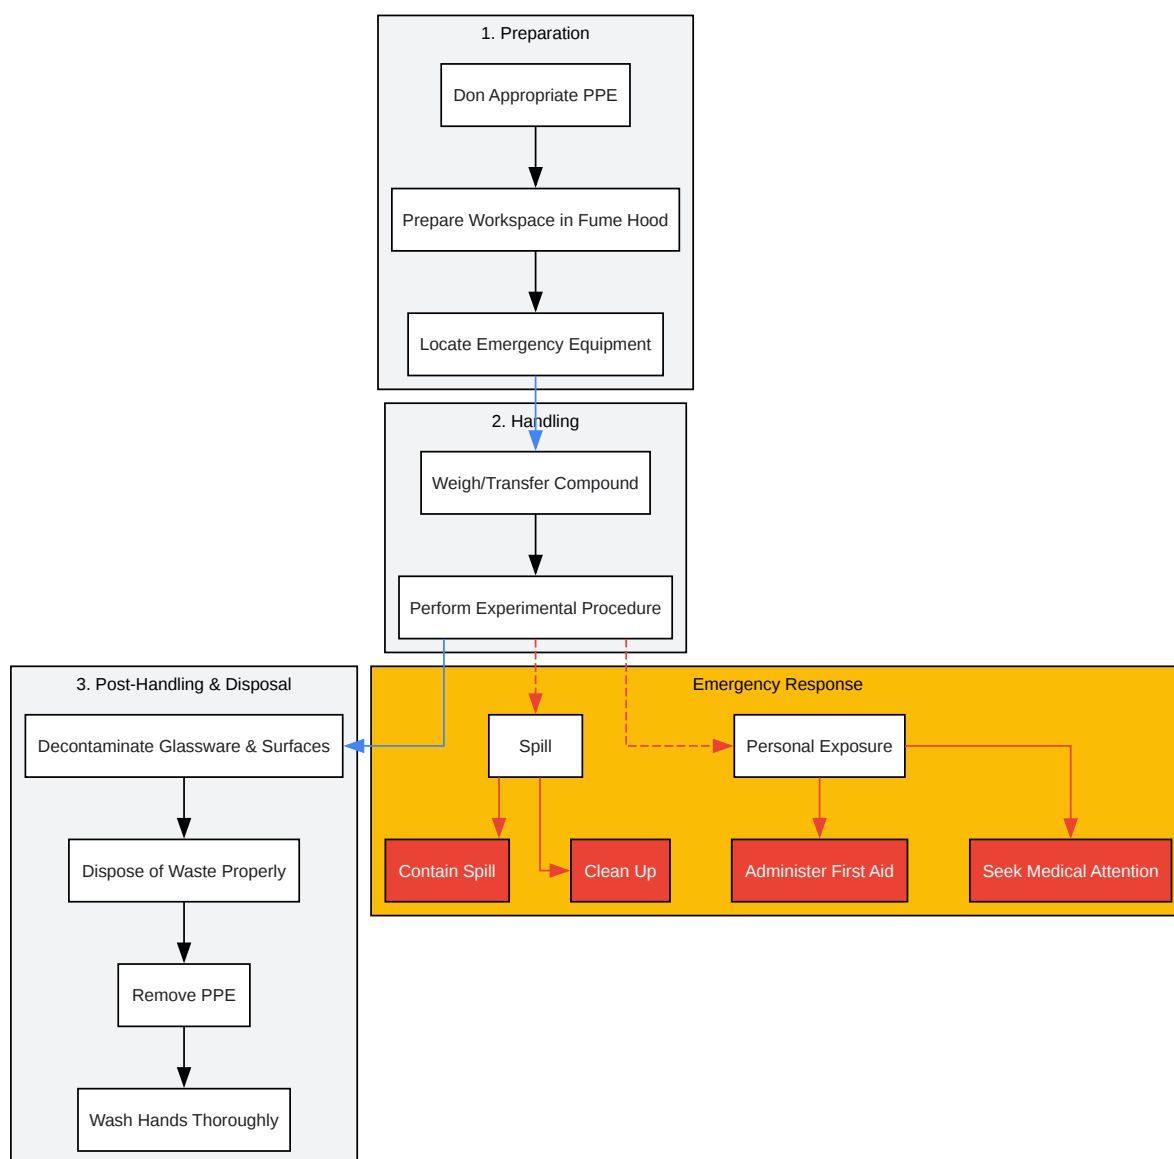 1. Preparation
Don Appropriate PPE
Prepare Workspace in Fume Hood
Locate Emergency Equipment
2. Handling
Weigh/Transfer Compound
Perform Experimental Procedure
3. Post-Handling & Disposal
Decontaminate Glassware & Surfaces
Dispose of Waste Properly
Remove PPE
Wash Hands Thoroughly
Emergency Response
Spill
Personal Exposure
Contain Spill
Clean Up
Administer First Aid
Seek Medical Attention